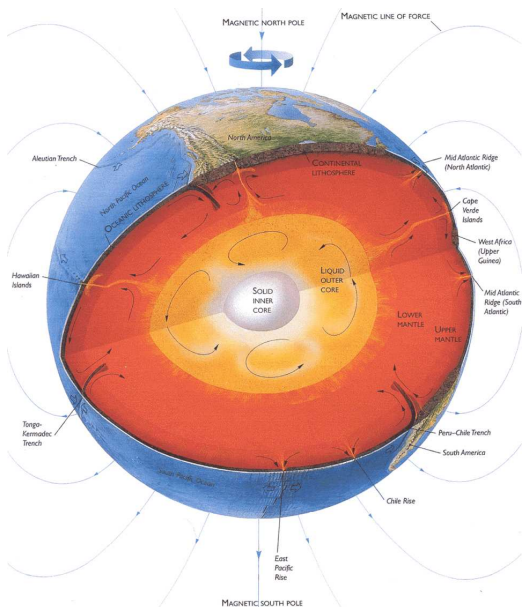 MAGNETIC NORTH POLE
MAGNETIC LINE OF FORCE
North America
Aleutian Trench
North Pacific Ocean
OCEANIC LITHOSPHERE
CONTINENTAL
LITHOSPHERE
Mid Atlantic Ridge
(North Atlantic)
Cape
Verde
Islands
West Africa
(Upper
Guinea)
Hawaiian
Islands
SOLID
INNER
CORE
LIQUID
OUTER
CORE
Mid Atlantic
Ridge (South
Atlantic)
LOWER
MANTLE
UPPER
MANTLE
Tonga-
Kermadec
Trench
Peru–Chile Trench
South America
South Pacific Ocean
Chile Rise
East
Pacific
Rise
MAGNETIC SOUTH POLE